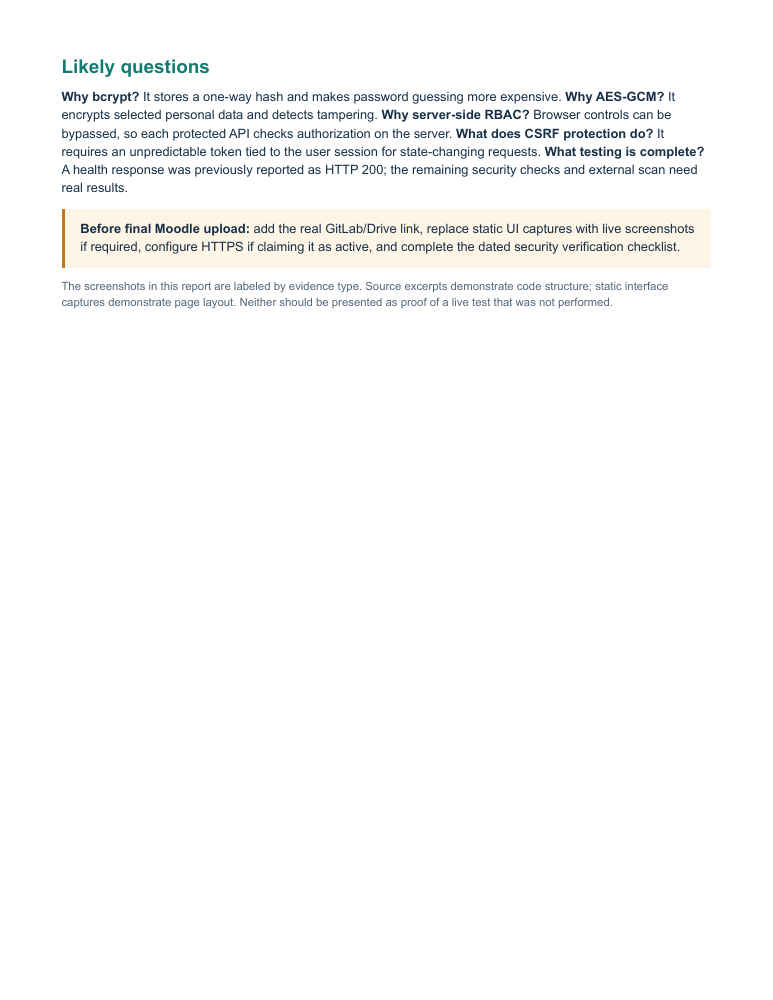 Likely questions
Why bcrypt? It stores a one-way hash and makes password guessing more expensive. Why AES-GCM? It
encrypts selected personal data and detects tampering. Why server-side RBAC? Browser controls can be
bypassed, so each protected API checks authorization on the server. What does CSRF protection do? It
requires an unpredictable token tied to the user session for state-changing requests. What testing is complete?
A health response was previously reported as HTTP 200; the remaining security checks and external scan need
real results.
Before final Moodle upload: add the real GitLab/Drive link, replace static UI captures with live screenshots
if required, configure HTTPS if claiming it as active, and complete the dated security verification checklist.
The screenshots in this report are labeled by evidence type. Source excerpts demonstrate code structure; static interface
captures demonstrate page layout. Neither should be presented as proof of a live test that was not performed.